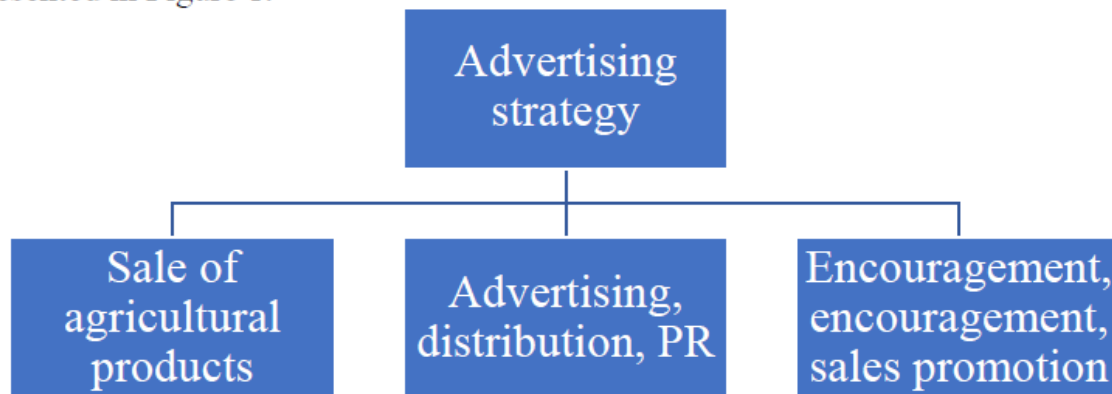 Advertising
strategy
Sale of
agricultural
products
Advertising,
distribution, PR
Encouragement,
encouragement,
sales promotion